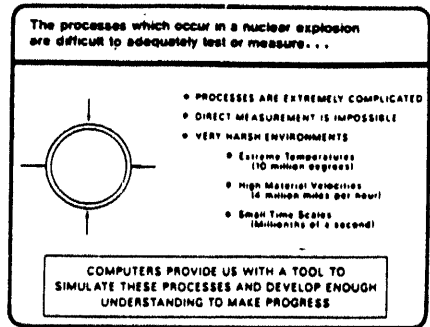 The processes which occur in a nuclear explosion
are difficult to adequately test or measure...
• PROCESSES ARE EXTREMELY COMPLICATED
• DIRECT MEASUREMENT IS IMPOSSIBLE
• VERY HARSH ENVIRONMENTS
• Extreme Temperatures
(10 million degrees)
• High Material Velocities
(4 million miles per hour)
• Small Time Scales
(Millionths of a second)
COMPUTERS PROVIDE US WITH A TOOL TO
SIMULATE THESE PROCESSES AND DEVELOP ENOUGH
UNDERSTANDING TO MAKE PROGRESS